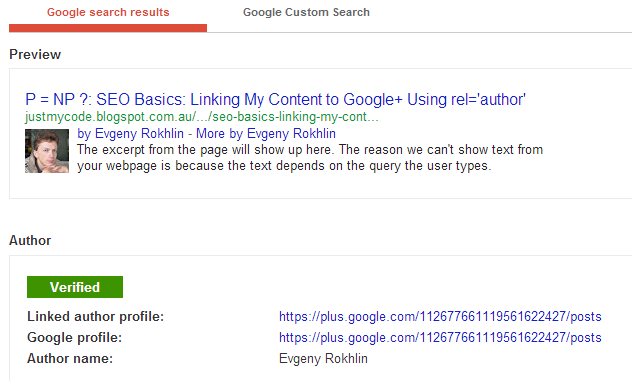 Google search results Google Custom Search
Preview
P = NP ?: SEO Basics: Linking My Content to Google+ Using rel='author'
justmycode.blogspot.com.au/.../seo-basics-linking-my-cont...
by Evgeny Rokhlin - More by Evgeny Rokhlin
The excerpt from the page will show up here. The reason we can't show text from
your webpage is because the text depends on the query the user types.
Author
Verified
Linked author profile: https://plus.google.com/112677661119561622427/posts
Google profile: https://plus.google.com/112677661119561622427/posts
Author name: Evgeny Rokhlin